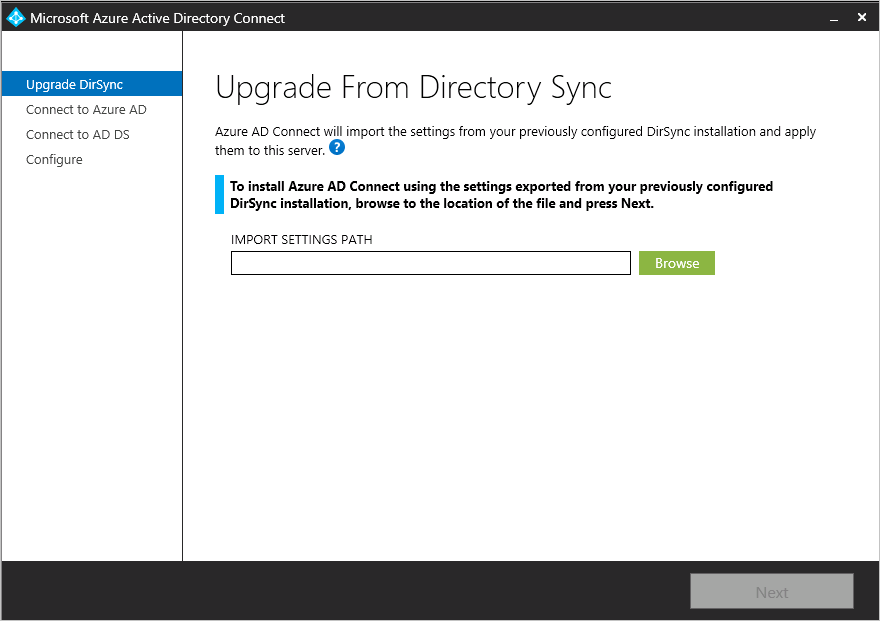 Microsoft Azure Active Directory Connect
Upgrade DirSync
Connect to Azure AD
Connect to AD DS
Configure
Upgrade From Directory Sync
Azure AD Connect will import the settings from your previously configured DirSync installation and apply
them to this server. ?
To install Azure AD Connect using the settings exported from your previously configured
DirSync installation, browse to the location of the file and press Next.
IMPORT SETTINGS PATH
Browse
Next